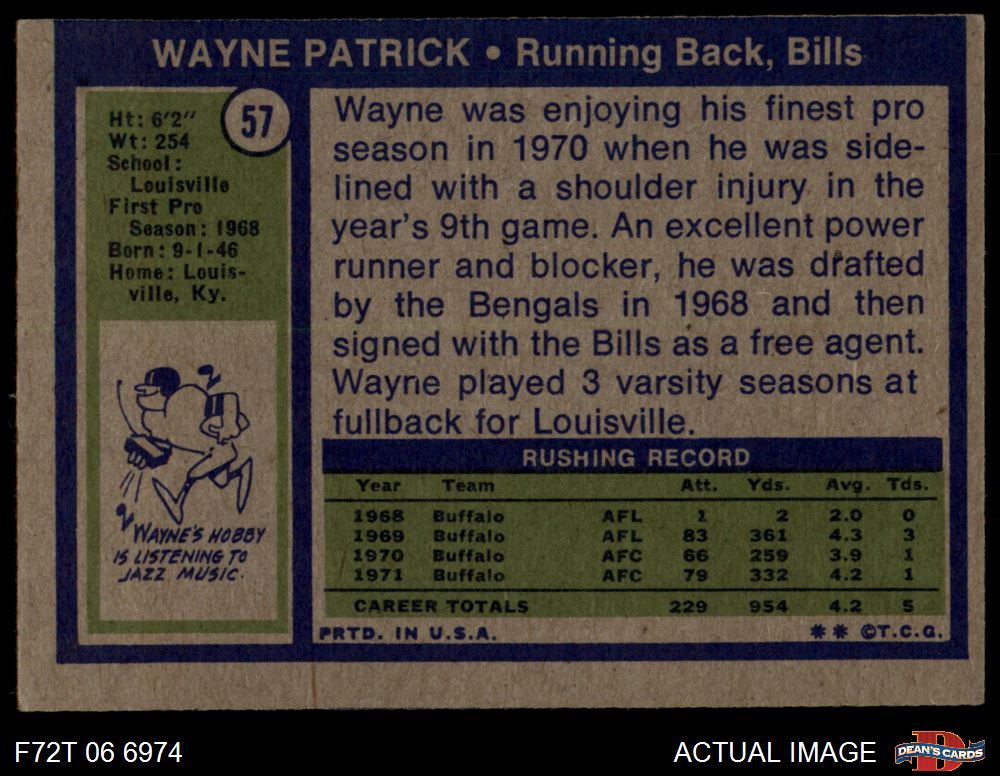 WAYNE PATRICK • Running Back, Bills
57
Ht: 6'2"
Wt: 254
School:
Louisville
First Pro
Season: 1968
Born: 9-1-46
Home: Louis-
ville, Ky.
WAYNE'S HOBBY
IS LISTENING TO
JAZZ MUSIC.
Wayne was enjoying his finest pro
season in 1970 when he was side-
lined with a shoulder injury in the
year's 9th game. An excellent power
runner and blocker, he was drafted
by the Bengals in 1968 and then
signed with the Bills as a free agent.
Wayne played 3 varsity seasons at
fullback for Louisville.
RUSHING RECORD
Year Team Att. Yds. Avg. Tds.
1968 Buffalo AFL 1 2 2.0 0
1969 Buffalo AFL 83 361 4.3 3
1970 Buffalo AFC 66 259 3.9 1
1971 Buffalo AFC 79 332 4.2 1
CAREER TOTALS 229 954 4.2 5
PRTD. IN U.S.A. ** ©T.C.G.
F72T 06 6974 ACTUAL IMAGE
D
DEAN'S CARDS